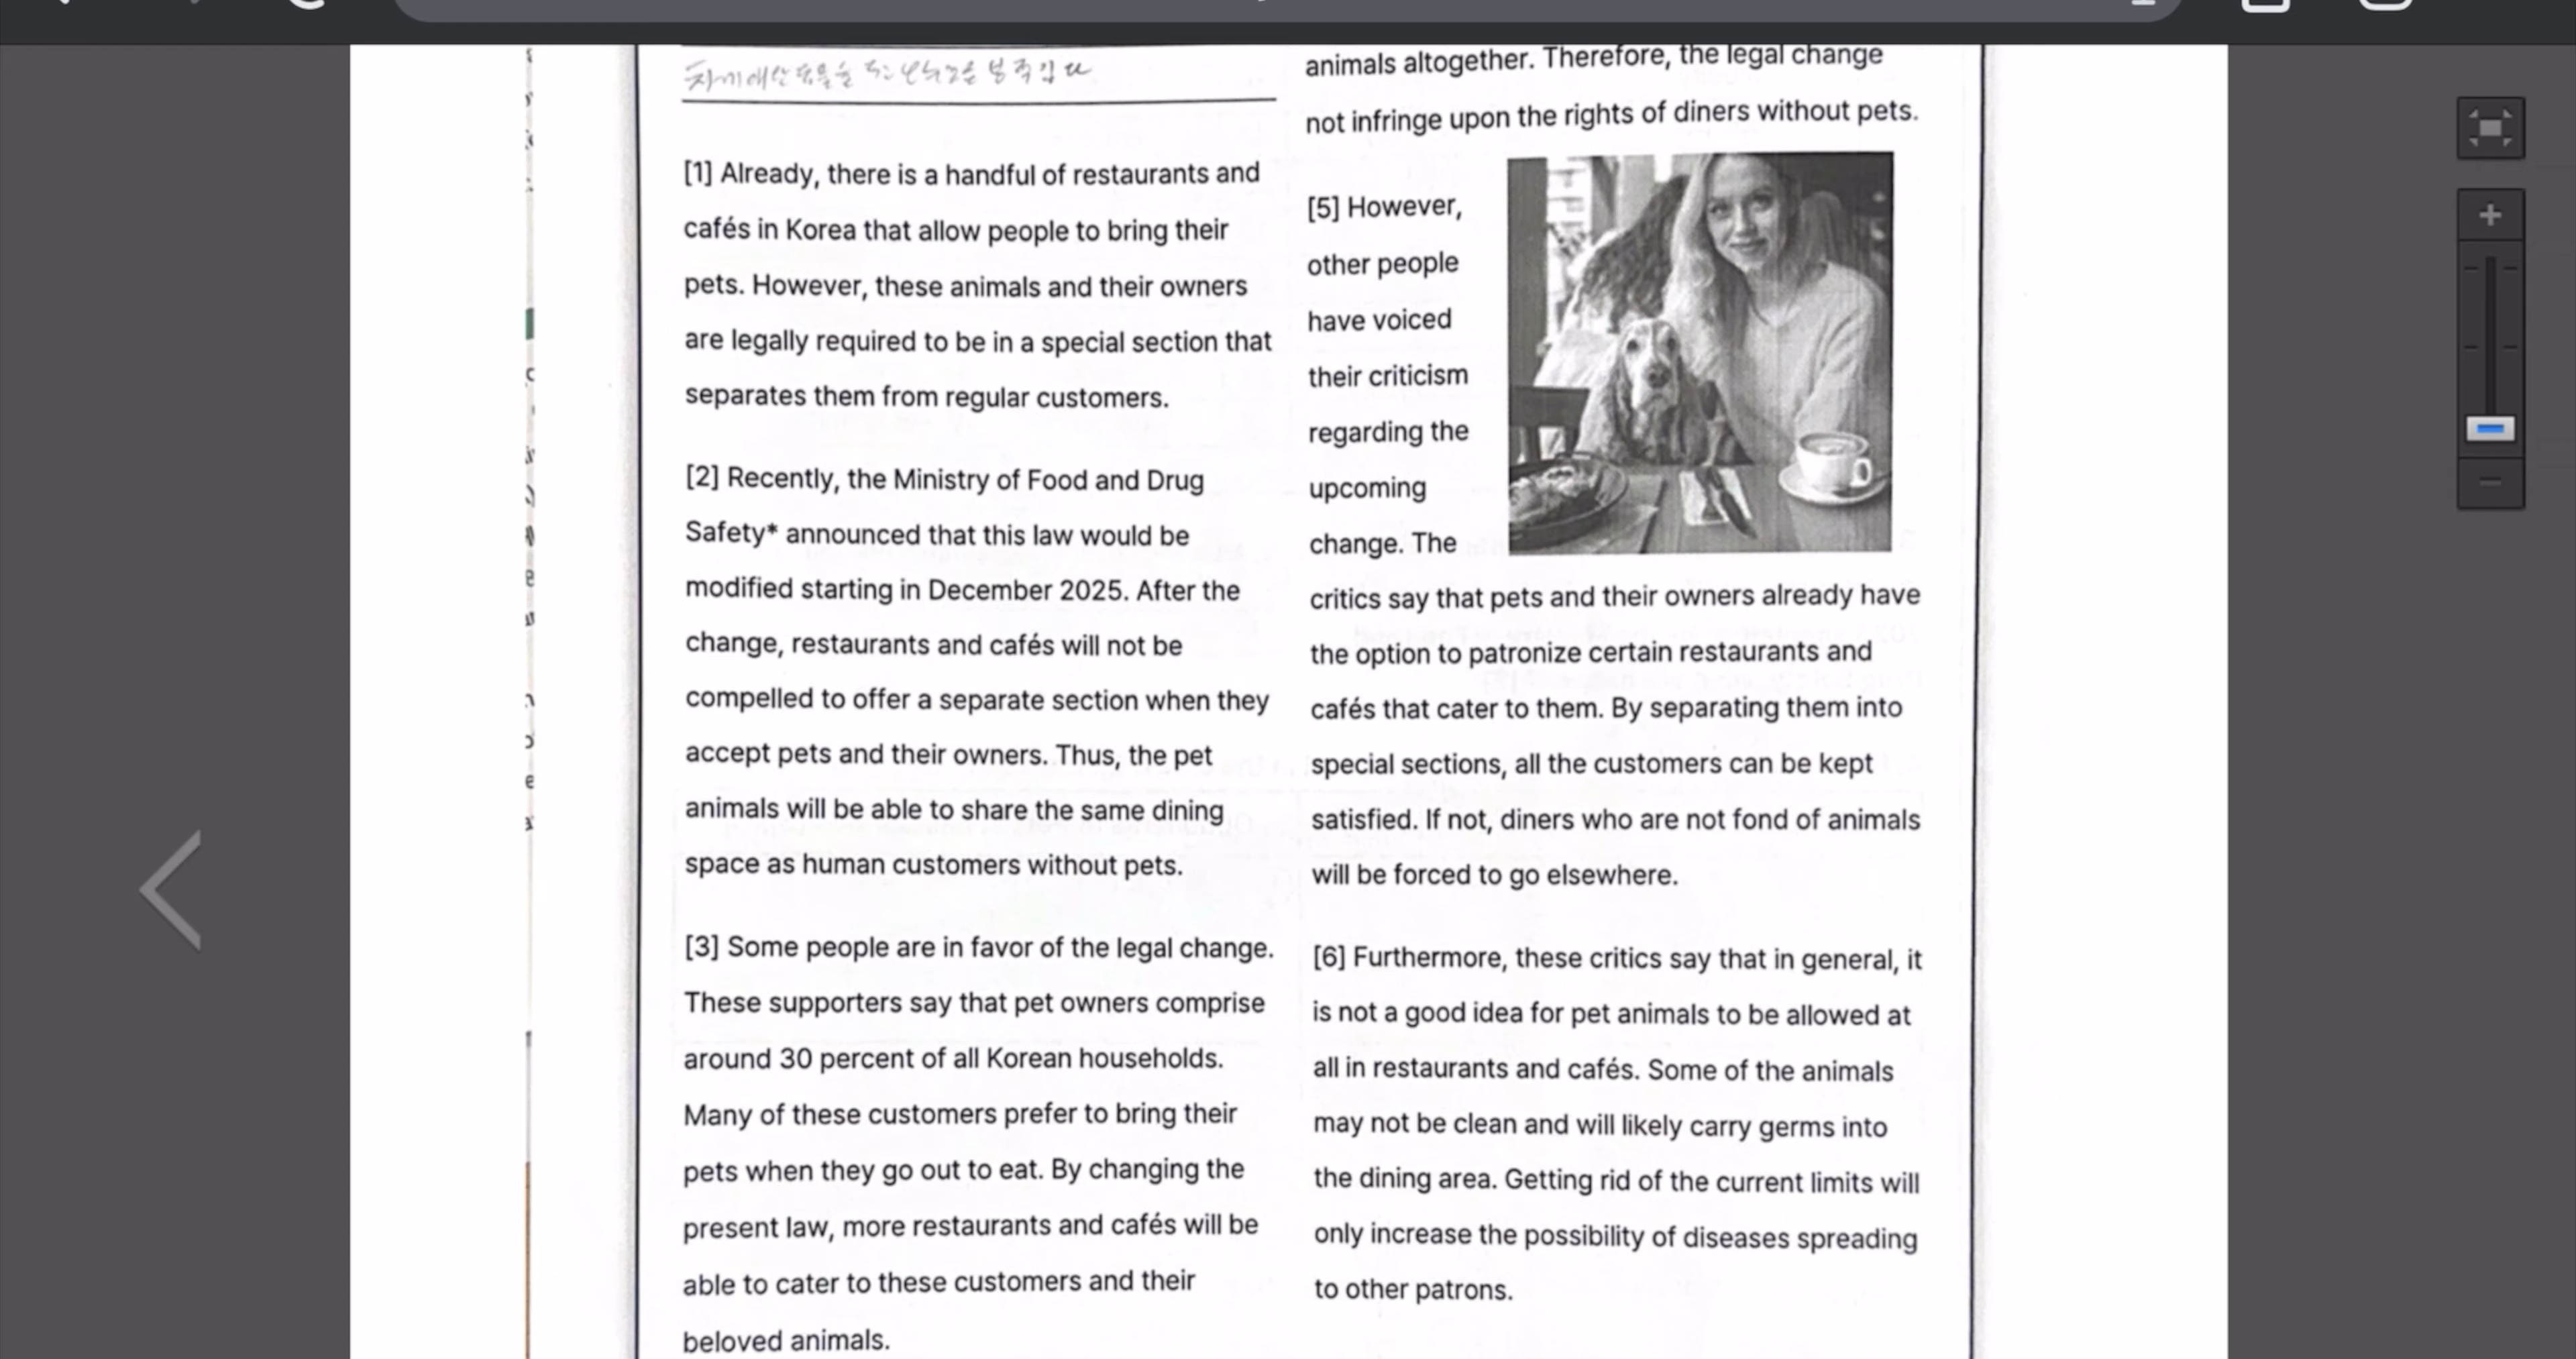 [1] Already, there is a handful of restaurants and
cafés in Korea that allow people to bring their
pets. However, these animals and their owners
are legally required to be in a special section that
separates them from regular customers.
[2] Recently, the Ministry of Food and Drug
Safety* announced that this law would be
modified starting in December 2025. After the
change, restaurants and cafés will not be
compelled to offer a separate section when they
accept pets and their owners. Thus, the pet
animals will be able to share the same dining
space as human customers without pets.
[3] Some people are in favor of the legal change.
These supporters say that pet owners comprise
around 30 percent of all Korean households.
Many of these customers prefer to bring their
pets when they go out to eat. By changing the
present law, more restaurants and cafés will be
able to cater to these customers and their
beloved animals.
animals altogether. Therefore, the legal change
not infringe upon the rights of diners without pets.
[5] However,
other people
have voiced
their criticism
regarding the
upcoming
change. The
critics say that pets and their owners already have
the option to patronize certain restaurants and
cafés that cater to them. By separating them into
special sections, all the customers can be kept
satisfied. If not, diners who are not fond of animals
will be forced to go elsewhere.
[6] Furthermore, these critics say that in general, it
is not a good idea for pet animals to be allowed at
all in restaurants and cafés. Some of the animals
may not be clean and will likely carry germs into
the dining area. Getting rid of the current limits will
only increase the possibility of diseases spreading
to other patrons.